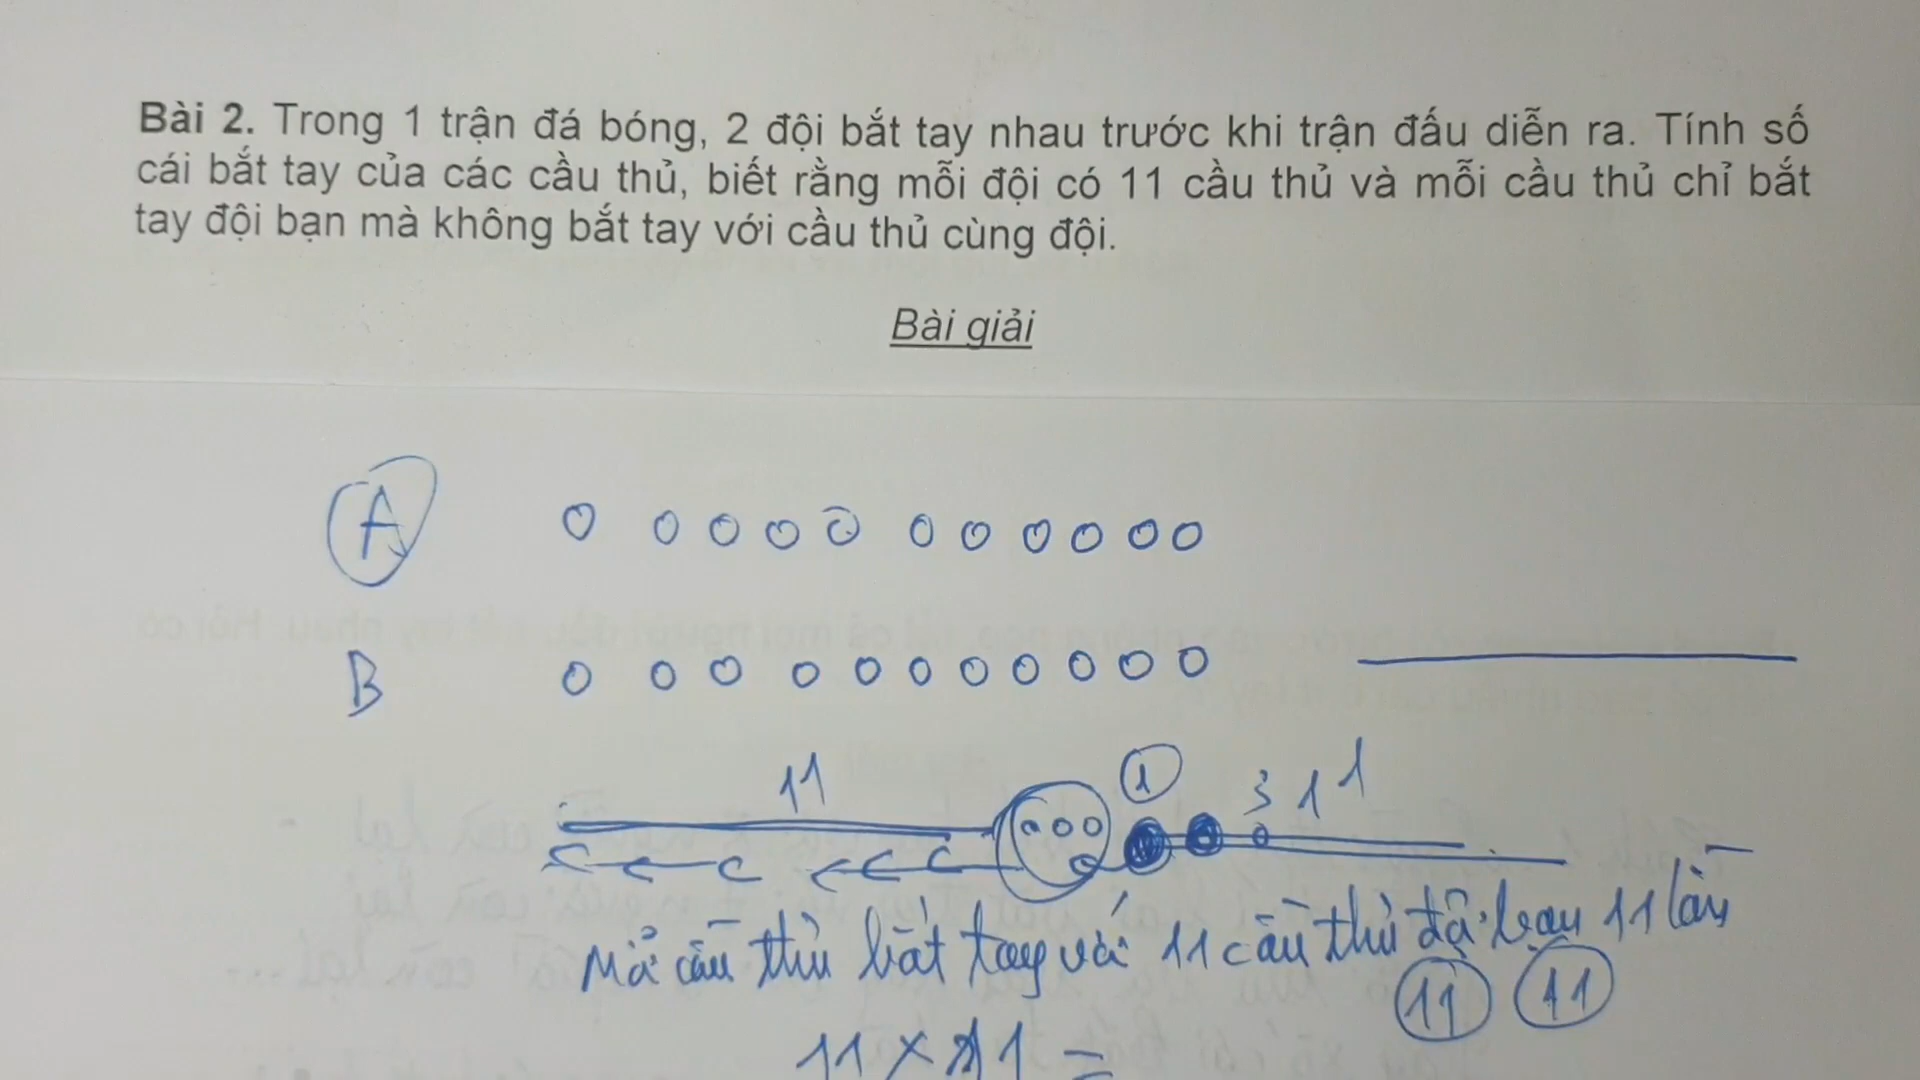 Bài 2. Trong 1 trận đá bóng, 2 đội bắt tay nhau trước khi trận đấu diễn ra. Tính số
cái bắt tay của các cầu thủ, biết rằng mỗi đội có 11 cầu thủ và mỗi cầu thủ chỉ bắt
tay đội bạn mà không bắt tay với cầu thủ cùng đội.
Bài giải
A
B
11 1 3 1 1
cầu thủ bắt tay với 11 cầu thủ đội bạn 11 lần
11 11
11 x 11 =